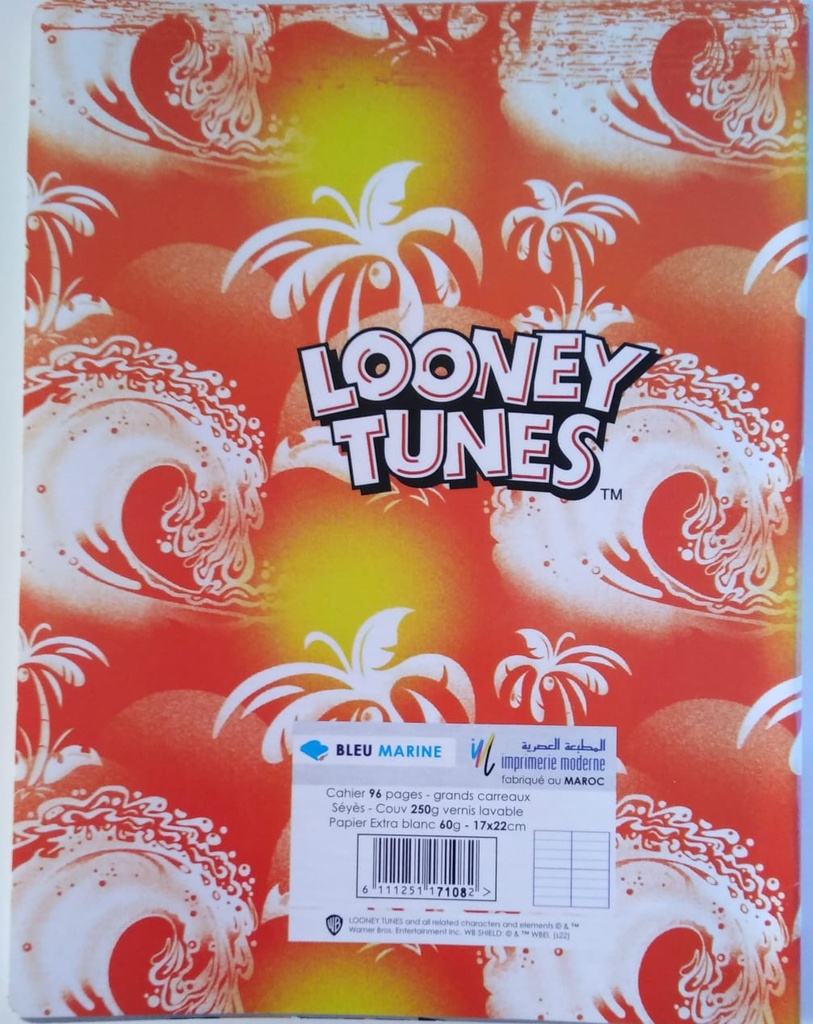 LOONEY
TUNES
TM
BLEU MARINE
المطبعة العصرية
imprimerie moderne
fabriqué au MAROC
Cahier 96 pages - grands carreaux
Séyès - Couv 250g vernis lavable
Papier Extra blanc 60g - 17x22cm
6 111251 171082 >
WB
LOONEY TUNES and all related characters and elements © & ™
Warner Bros. Entertainment Inc. WB SHIELD: © & ™ WBEI. (s22)